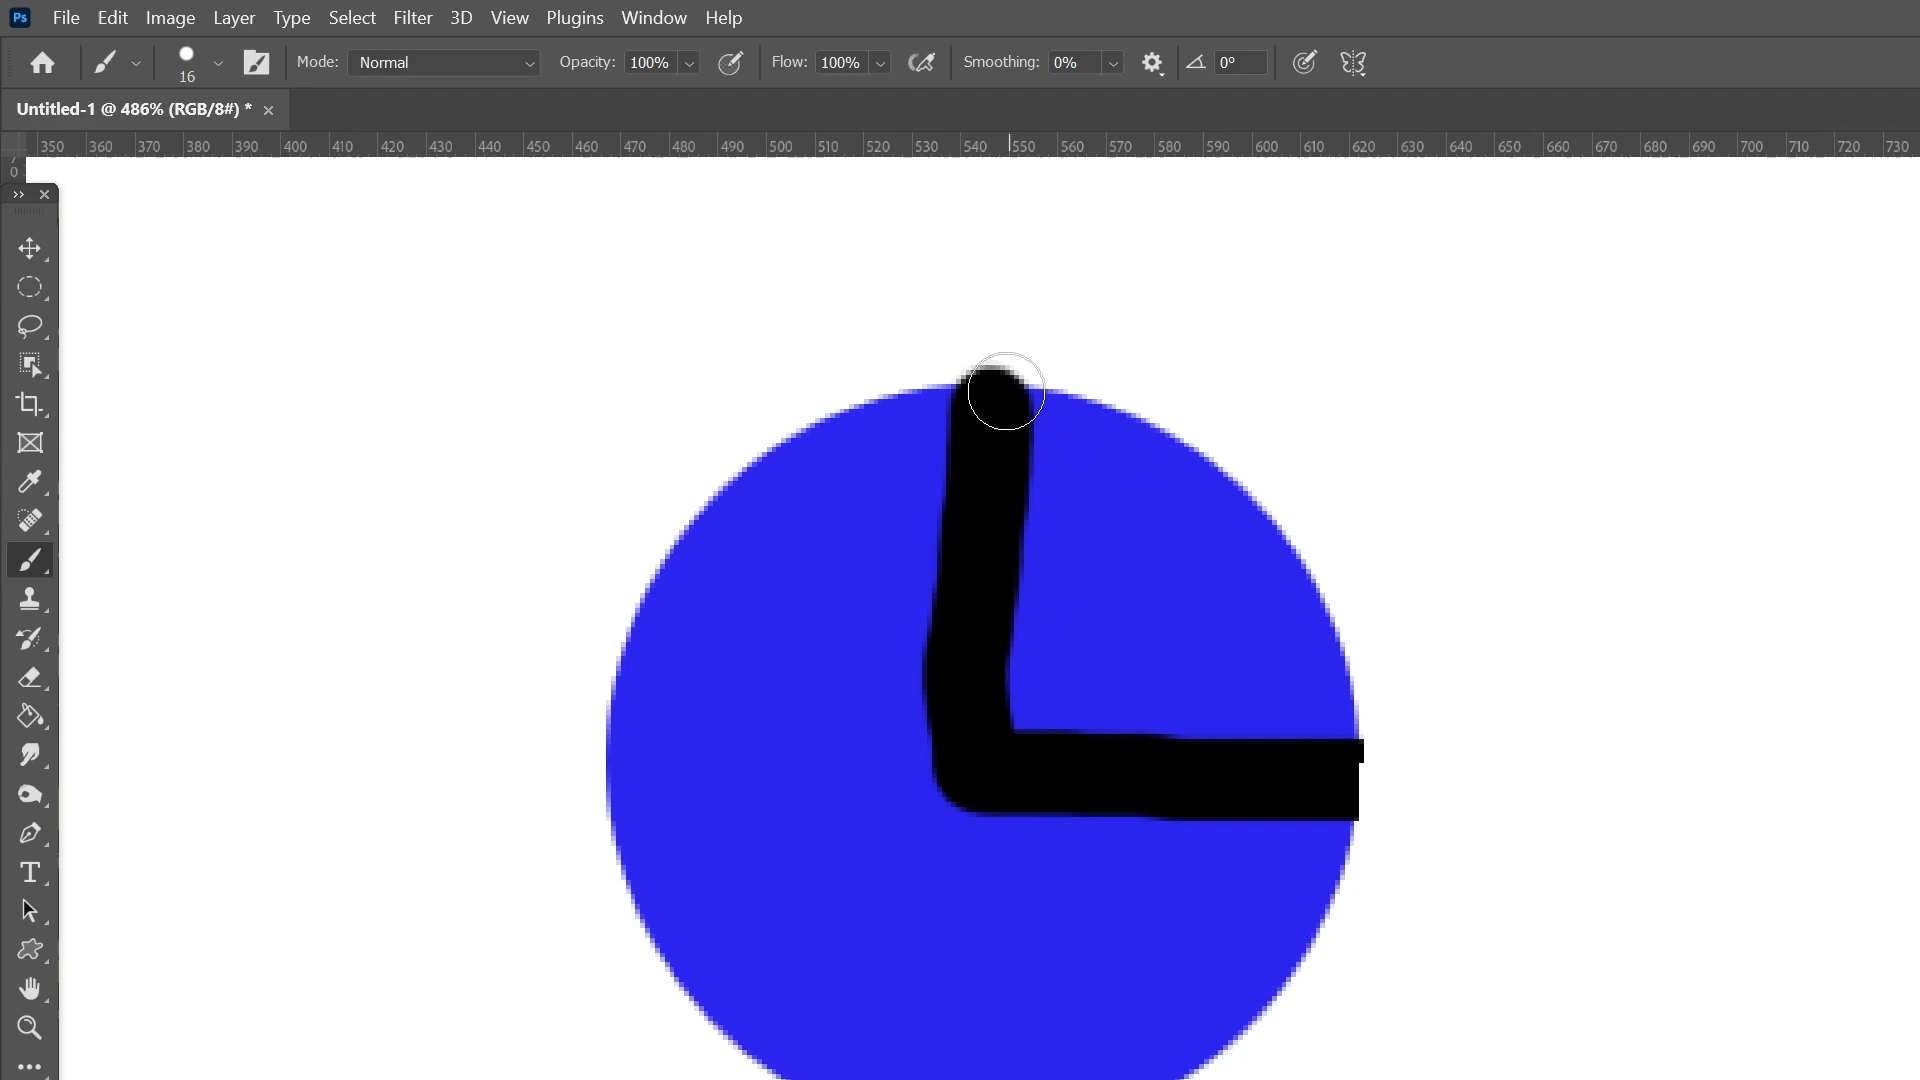 Ps File Edit Image Layer Type Select Filter 3D View Plugins Window Help
16 Mode: Normal Opacity: 100% Flow: 100% Smoothing: 0% 0°
Untitled-1 @ 486% (RGB/8#) * ×
350 360 370 380 390 400 410 420 430 440 450 460 470 480 490 500 510 520 530 540 550 560 570 580 590 600 610 620 630 640 650 660 670 680 690 700 710 720 730
0
T